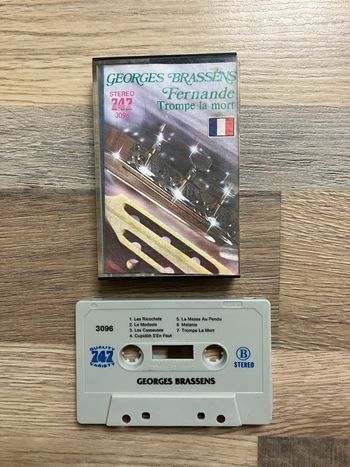 GEORGES BRASSENS
STEREO
747
3096
Fernande
Trompe la mort
3096
1. Les Ricochets
2. Le Modeste
3. Les Casseuses
4. Cupidon S'En Fout
5. La Messe Au Pendu
6. Melanie
7. Trompe La Mort
QUALITY
747
VARIETY
B
STEREO
GEORGES BRASSENS